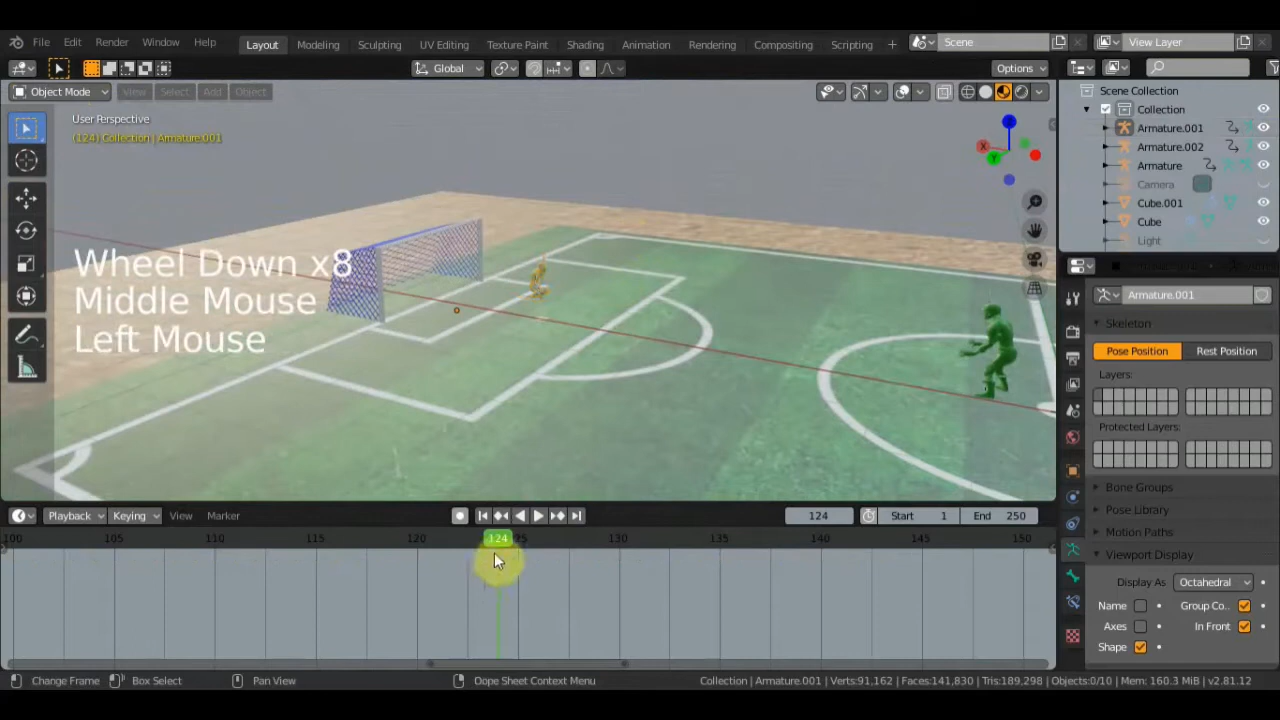 File Edit Render Window Help Layout Modeling Sculpting UV Editing Texture Paint Shading Animation Rendering Compositing Scripting + Scene View Layer
Global Options
Object Mode View Select Add Object
User Perspective
(124) Collection | Armature.001
X
Y
Z
Wheel Down x8
Middle Mouse
Left Mouse
Scene Collection
Collection
Armature.001
Armature.002
Armature
Camera
Cube.001
Cube
Light
Armature.001
Skeleton
Pose Position Rest Position
Layers:
Protected Layers:
Bone Groups
Pose Library
Motion Paths
Viewport Display
Display As Octahedral
Name Group Co..
Axes In Front
Shape
Playback Keying View Marker 124 Start 1 End 250
100 105 110 115 120 124 130 135 140 145 150
Change Frame Box Select Pan View Dope Sheet Context Menu Collection | Armature.001 | Verts:91,162 | Faces:141,830 | Tris:189,298 | Objects:0/10 | Mem: 160.3 MiB | v2.81.12